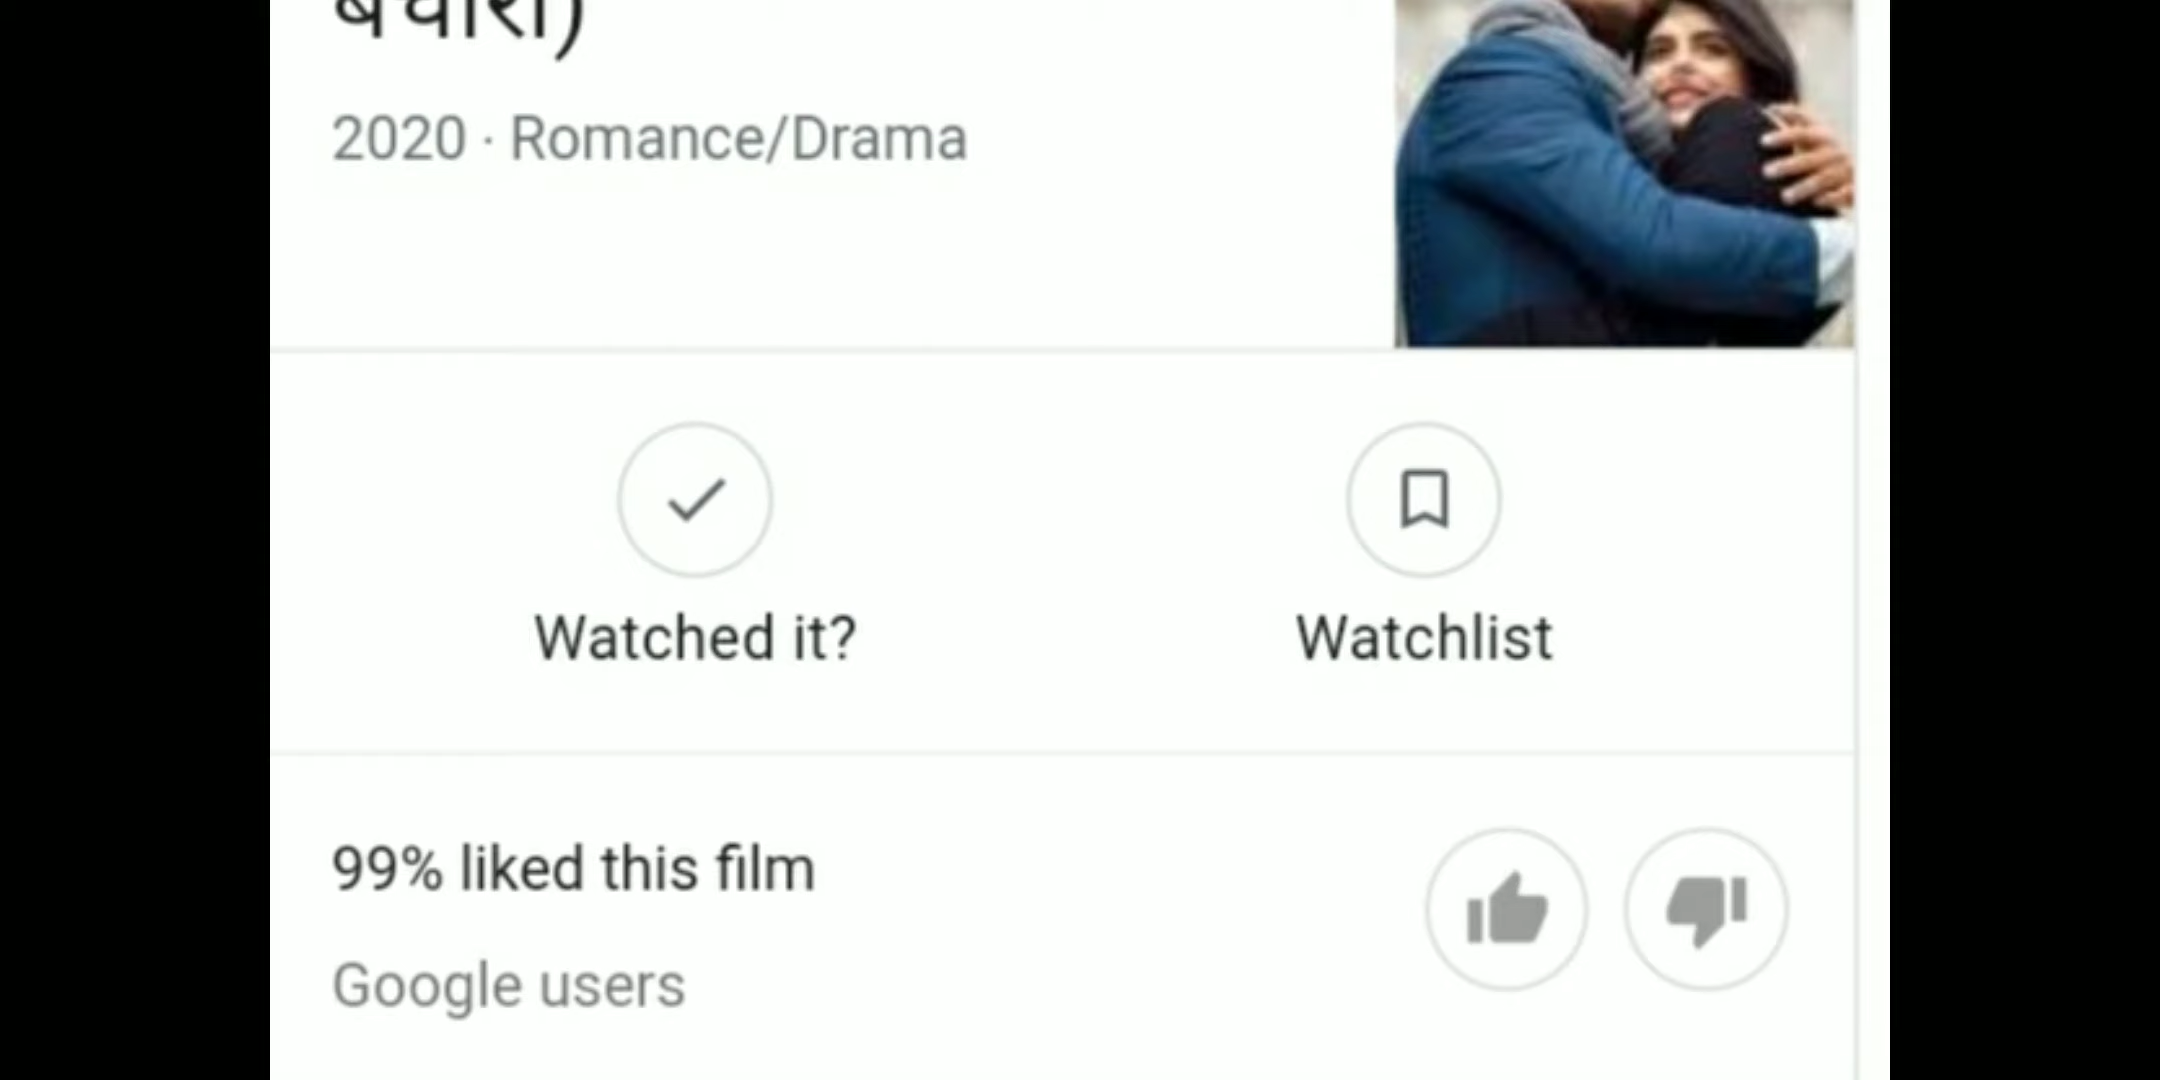 बेचारा)
2020 · Romance/Drama
Watched it?
Watchlist
99% liked this film
Google users